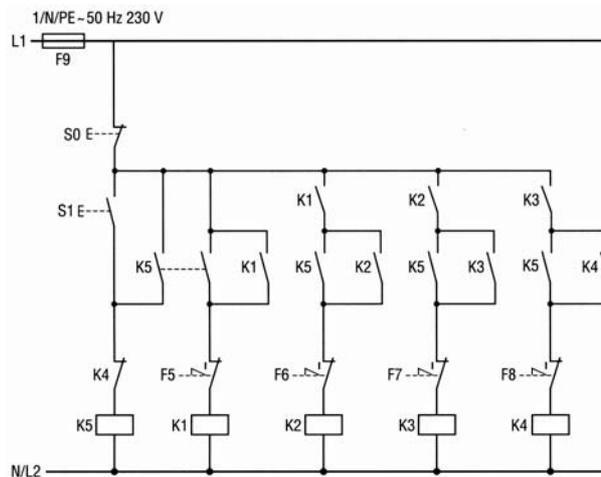 1/N/PE ~ 50 Hz 230 V
L1
F9
S0 E
S1 E
K1
K2
K3
K5
K1
K5
K2
K5
K3
K5
K4
K4
F5
F6
F7
F8
K5
K1
K2
K3
K4
N/L2